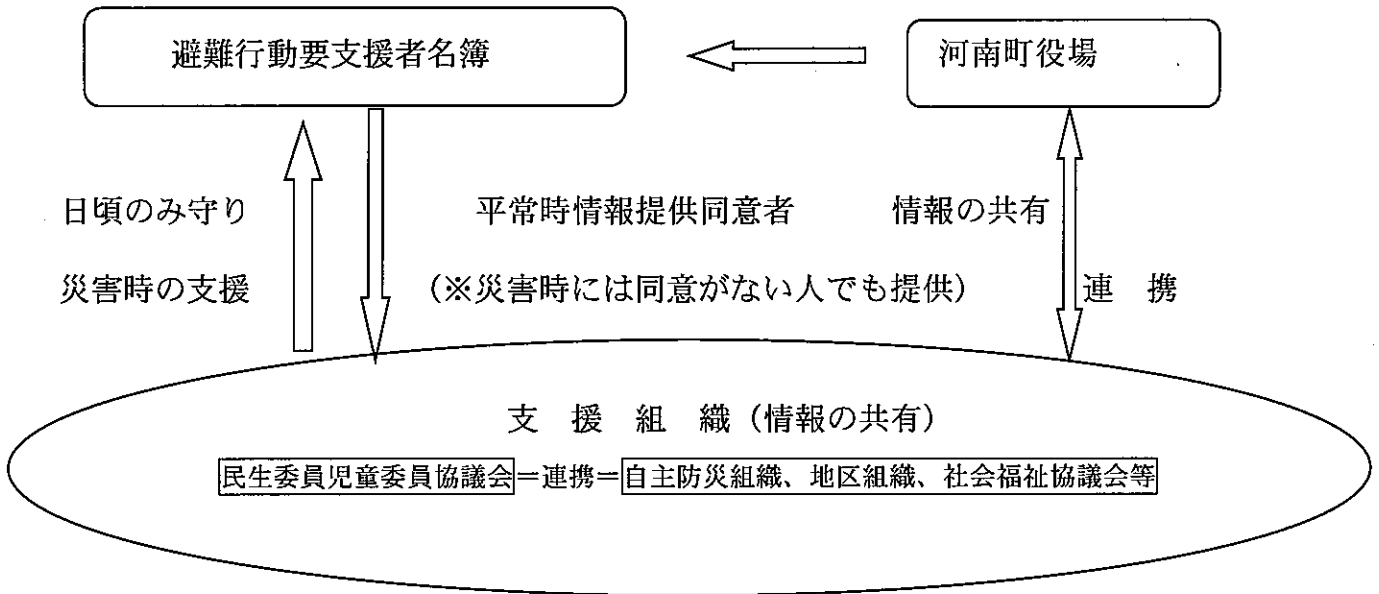 避難行動要支援者名簿
河南町役場
日頃のみ守り
平常時情報提供同意者
情報の共有
災害時の支援
（※災害時には同意がない人でも提供）
連　携
支　援　組　織（情報の共有）
民生委員児童委員協議会＝連携＝自主防災組織、地区組織、社会福祉協議会等